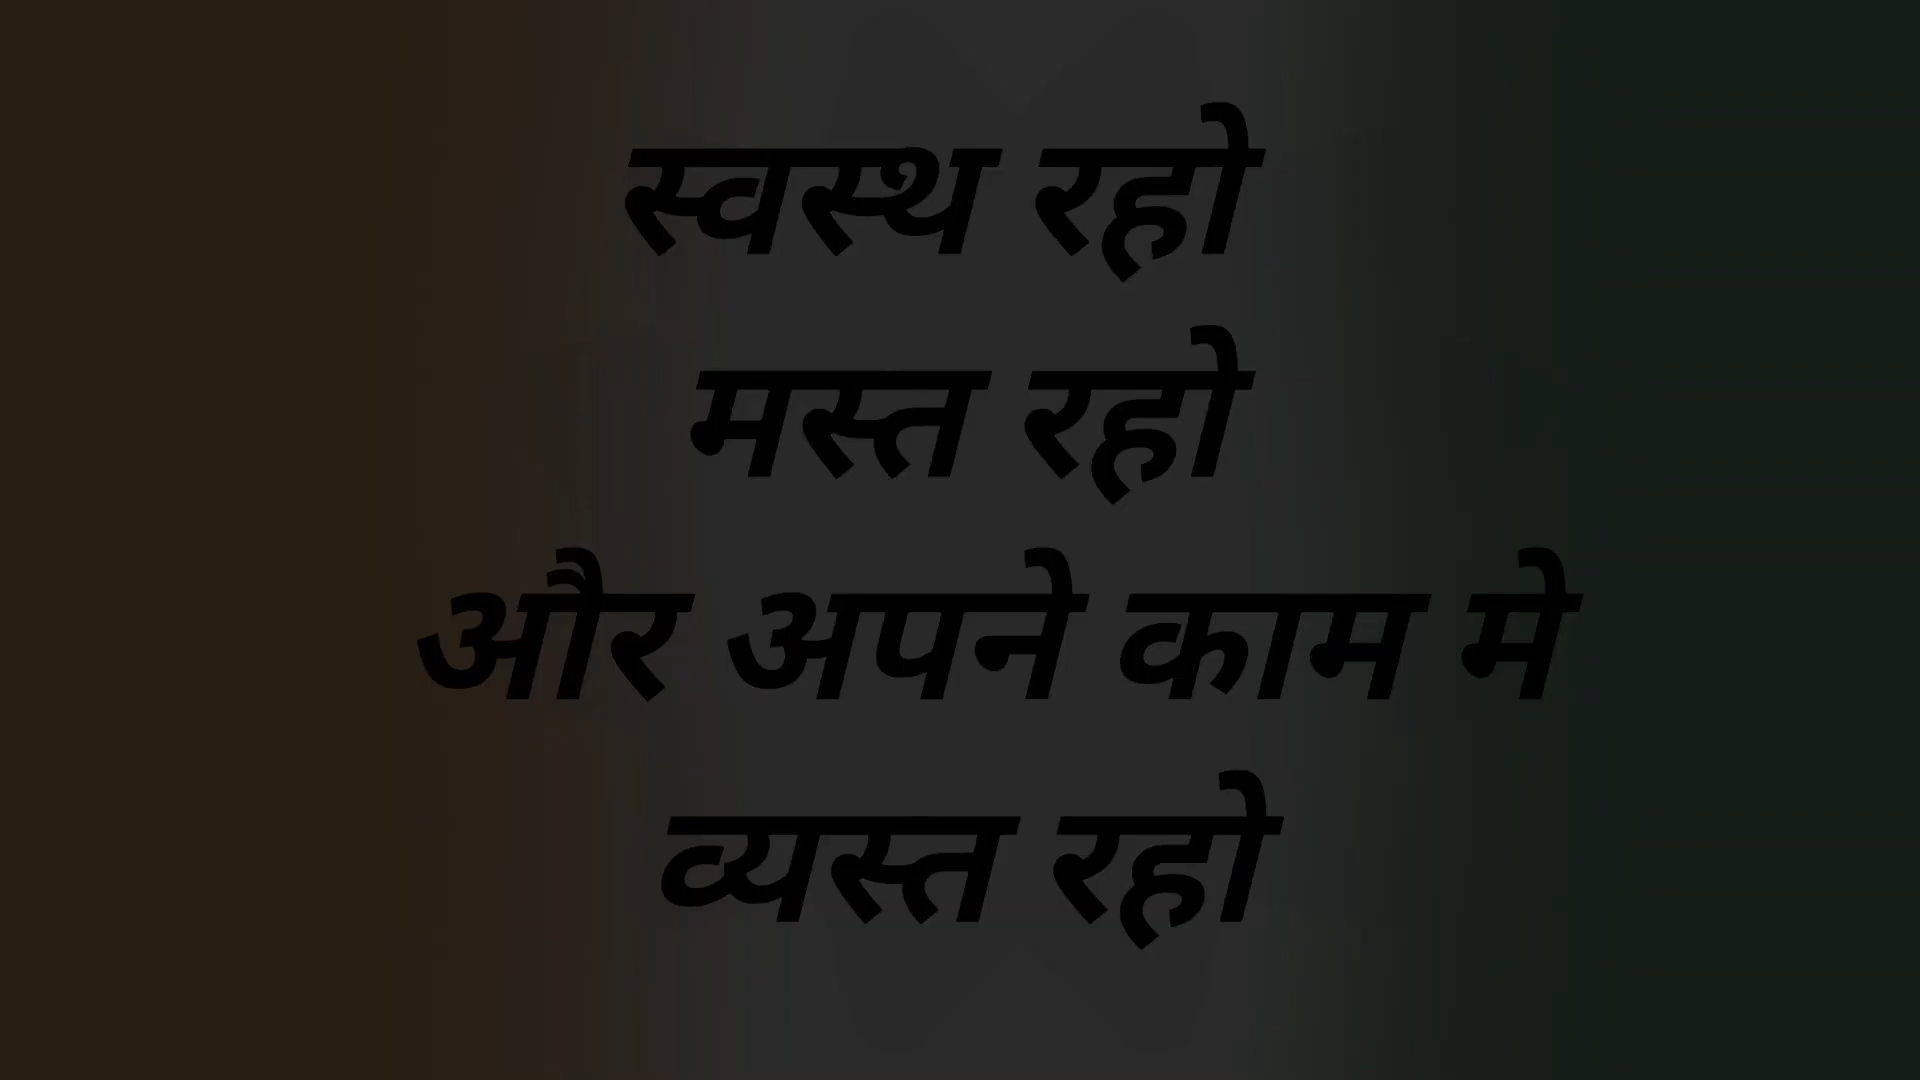 स्वस्थ रहो
मस्त रहो
और अपने काम मे
व्यस्त रहो